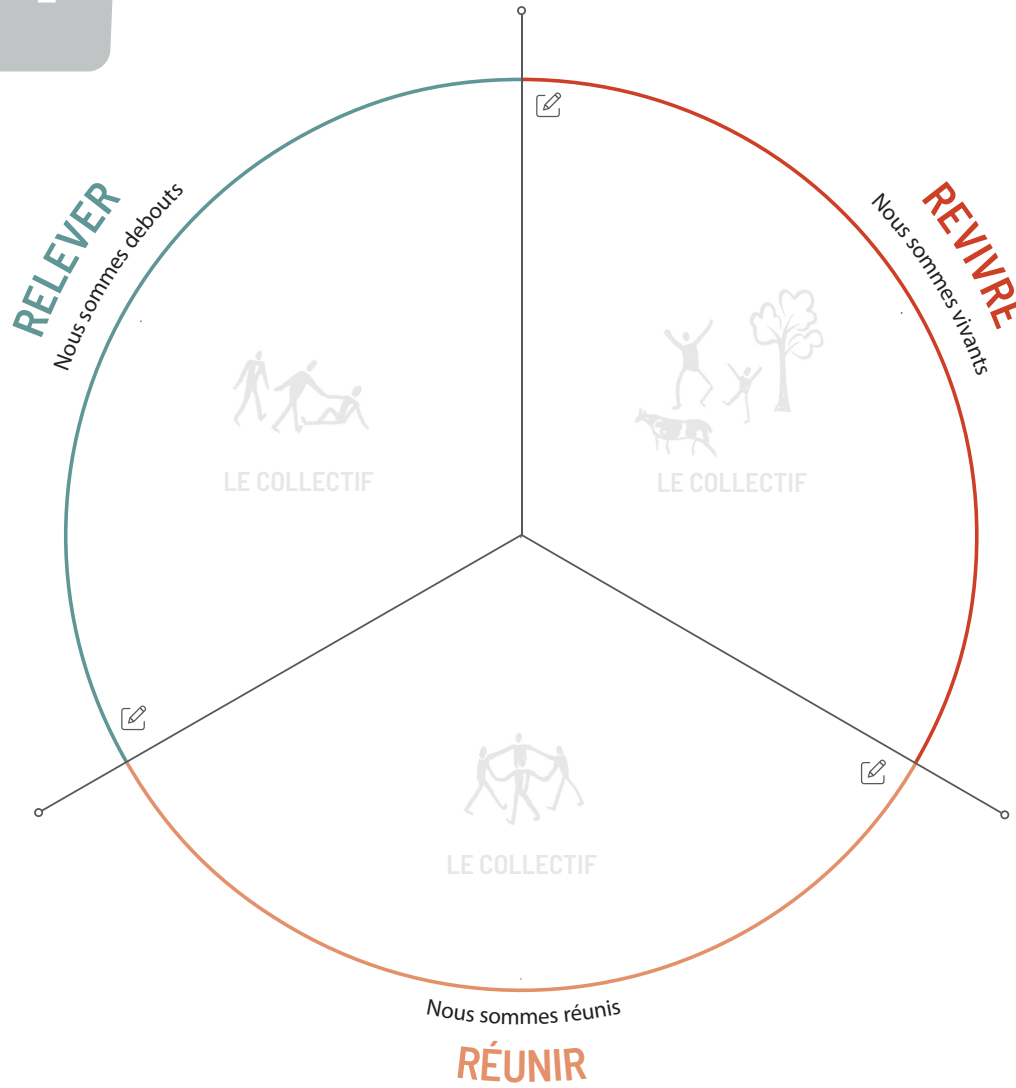 RELEVER
Nous sommes debouts
REVIVRE
Nous sommes vivants
LE COLLECTIF
LE COLLECTIF
LE COLLECTIF
Nous sommes réunis
RÉUNIR